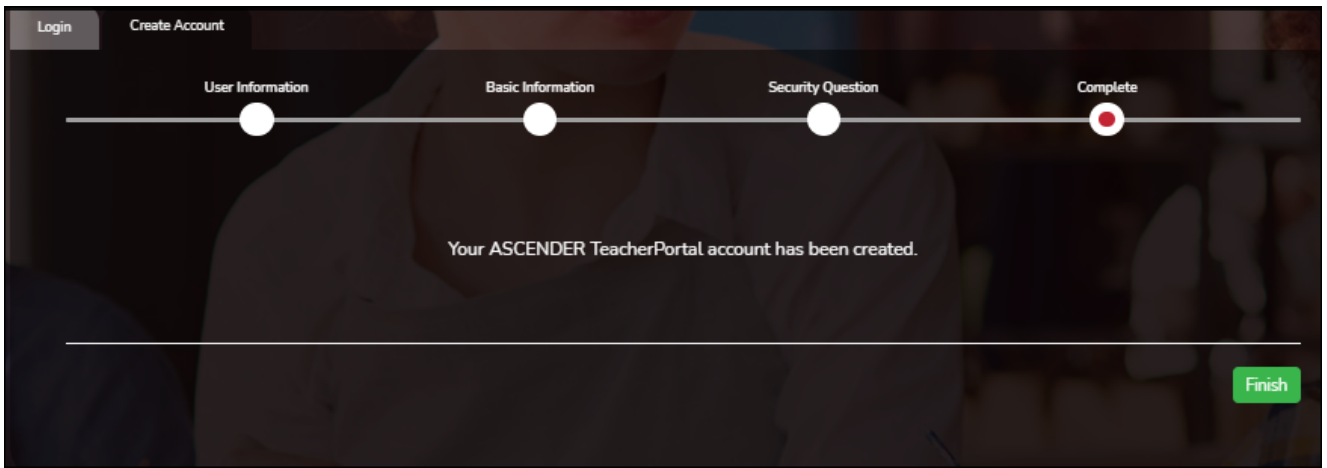 Login Create Account
User Information Basic Information Security Question Complete
Your ASCENDER TeacherPortal account has been created.
Finish